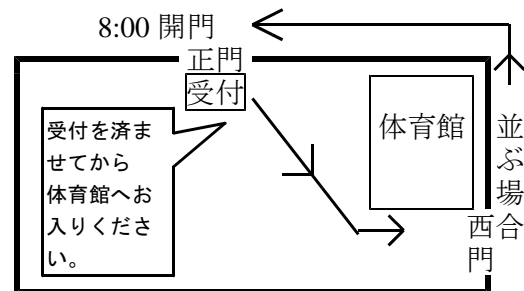 8:00 開門
正門
受付
受付を済ま
せてから
体育館へお
入りくださ
い。
体育館
並ぶ場合
西門